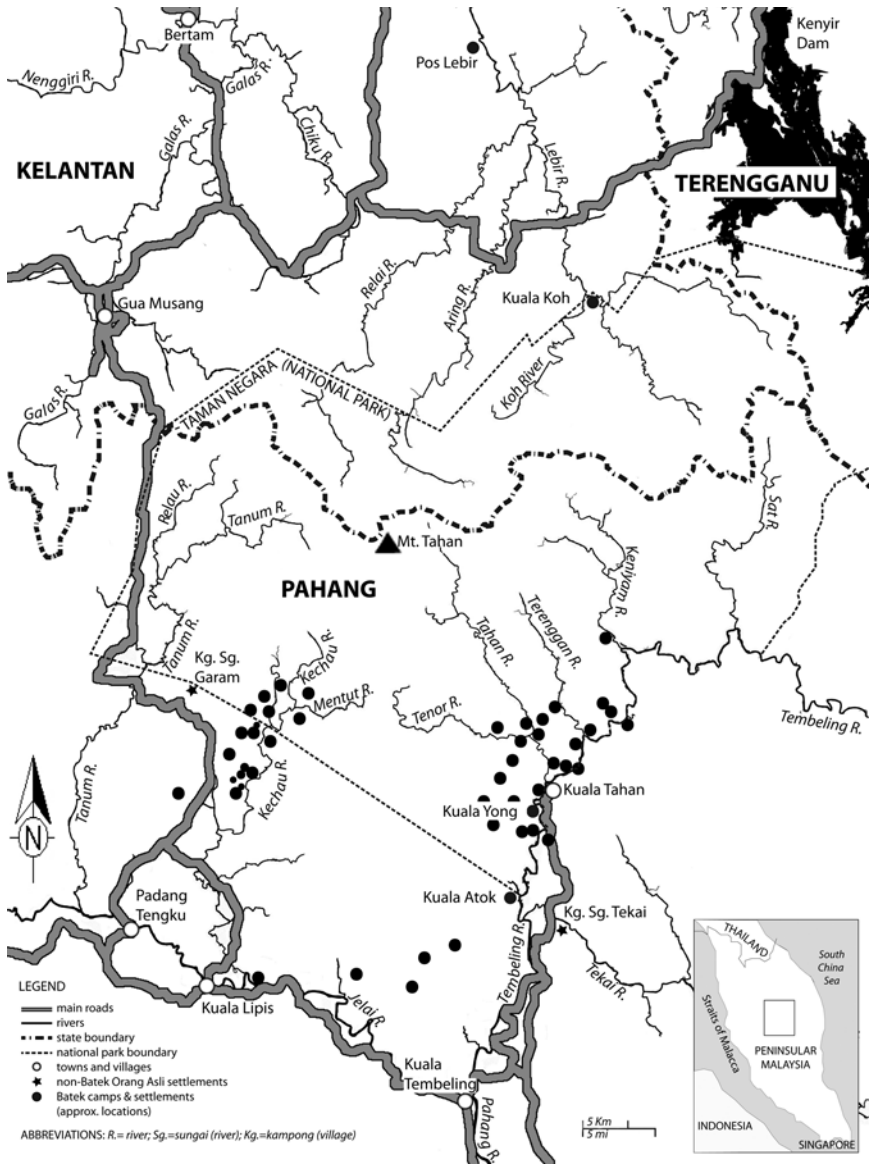 Kenyir
Dam
Bertam
Pos Lebir
Nenggiri R.
Galas R.
Galas R.
Chiku R.
Lebir R.
KELANTAN
TERENGGANU
Relai R.
Aring R.
Kuala Koh
Gua Musang
Koh River
TAMAN NEGARA (NATIONAL PARK)
Galas R.
Relau R.
Tanum R.
Mt. Tahan
Sat R.
Keniyam R.
PAHANG
Tahan R.
Terenggan R.
Tanum R.
Kg. Sg.
Garam
Kechau R.
Mentut R.
Tenor R.
Tembeling R.
Tanum R.
Kechau R.
Kuala Tahan
Kuala Yong
N
Padang
Tengku
Kuala Atok
Kg. Sg. Tekai
Tembeling R.
Tekai R.
Kuala Lipis
Jelai R.
Kuala
Tembeling
Pahang R.
LEGEND
main roads
rivers
state boundary
national park boundary
towns and villages
non-Batek Orang Asli settlements
Batek camps & settlements
(approx. locations)
ABBREVIATIONS: R.= river; Sg.=sungai (river); Kg.=kampong (village)
5 Km
5 mi
THAILAND
South
China
Sea
Straits of Malacca
PENINSULAR
MALAYSIA
INDONESIA
SINGAPORE